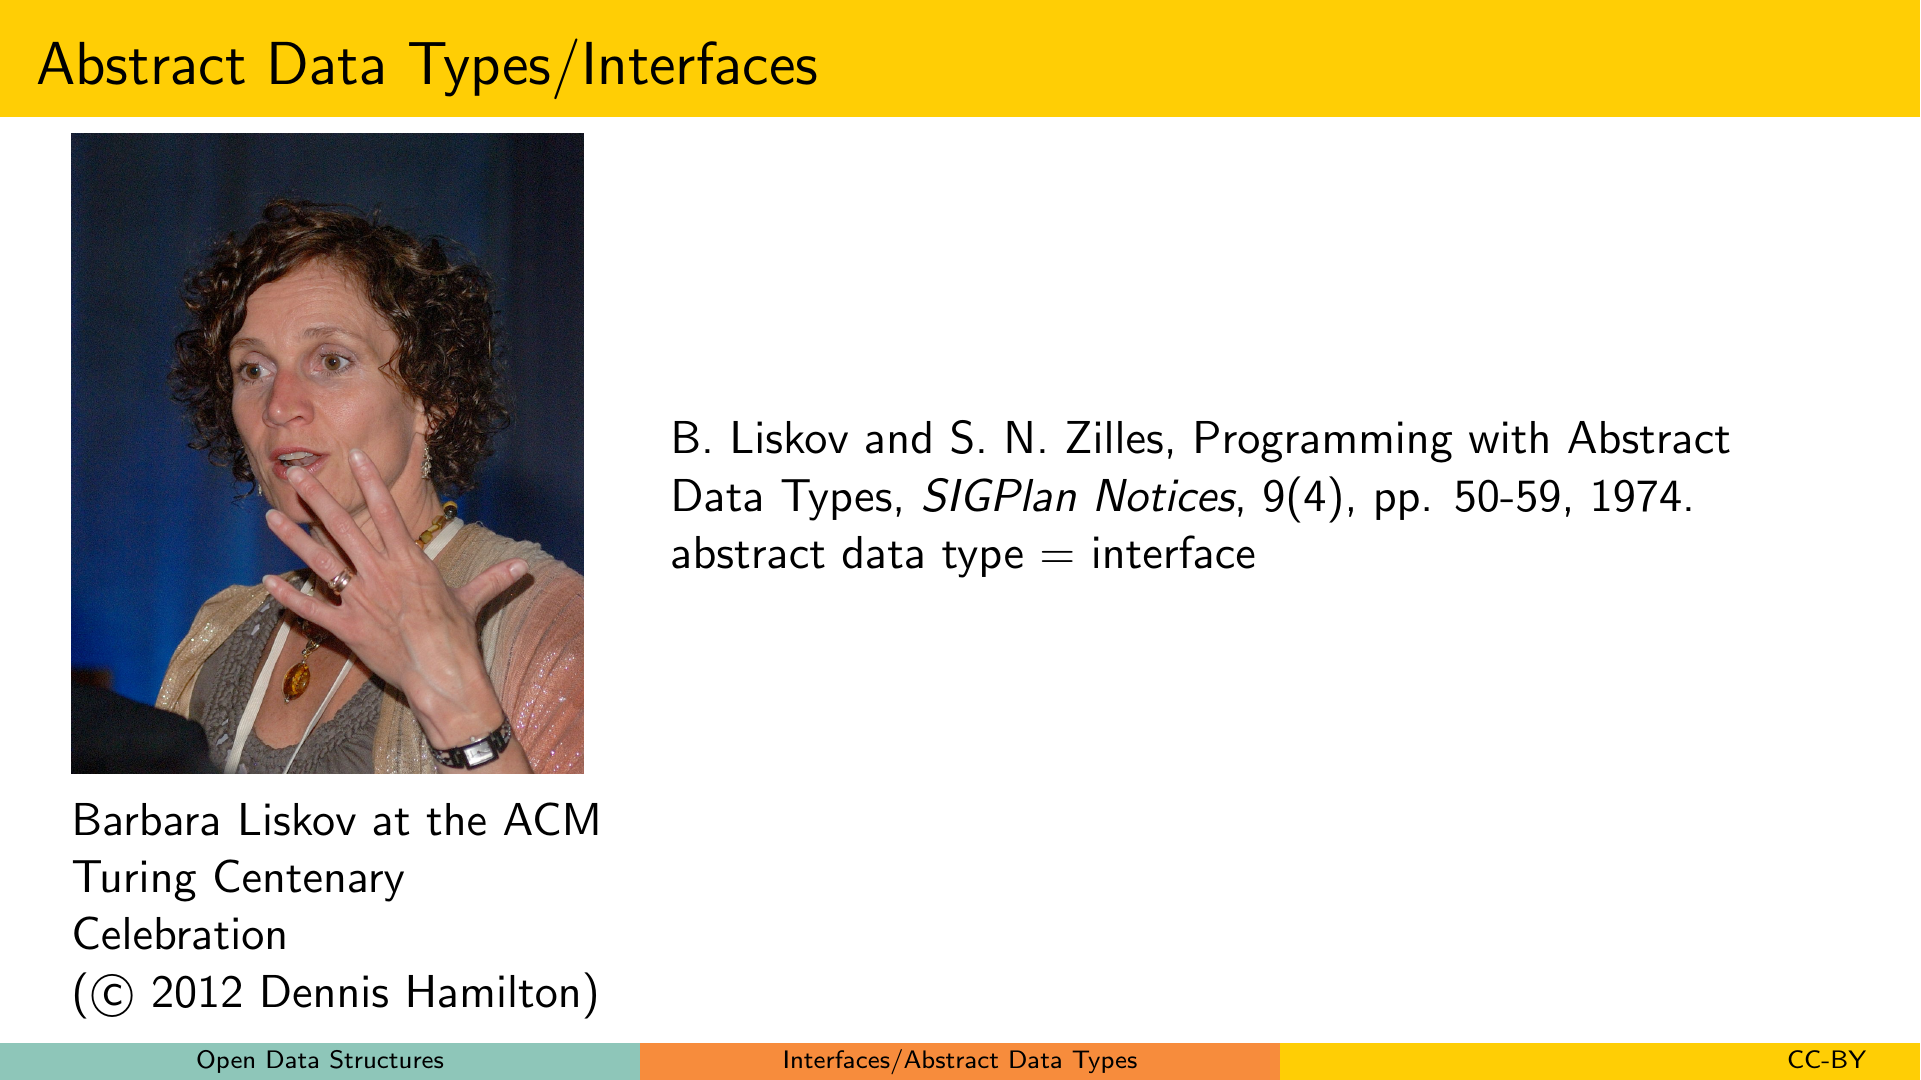 Abstract Data Types/Interfaces
B. Liskov and S. N. Zilles, Programming with Abstract
Data Types, SIGPlan Notices, 9(4), pp. 50-59, 1974.
abstract data type = interface
Barbara Liskov at the ACM
Turing Centenary
Celebration
(© 2012 Dennis Hamilton)
Open Data Structures
Interfaces/Abstract Data Types
CC-BY